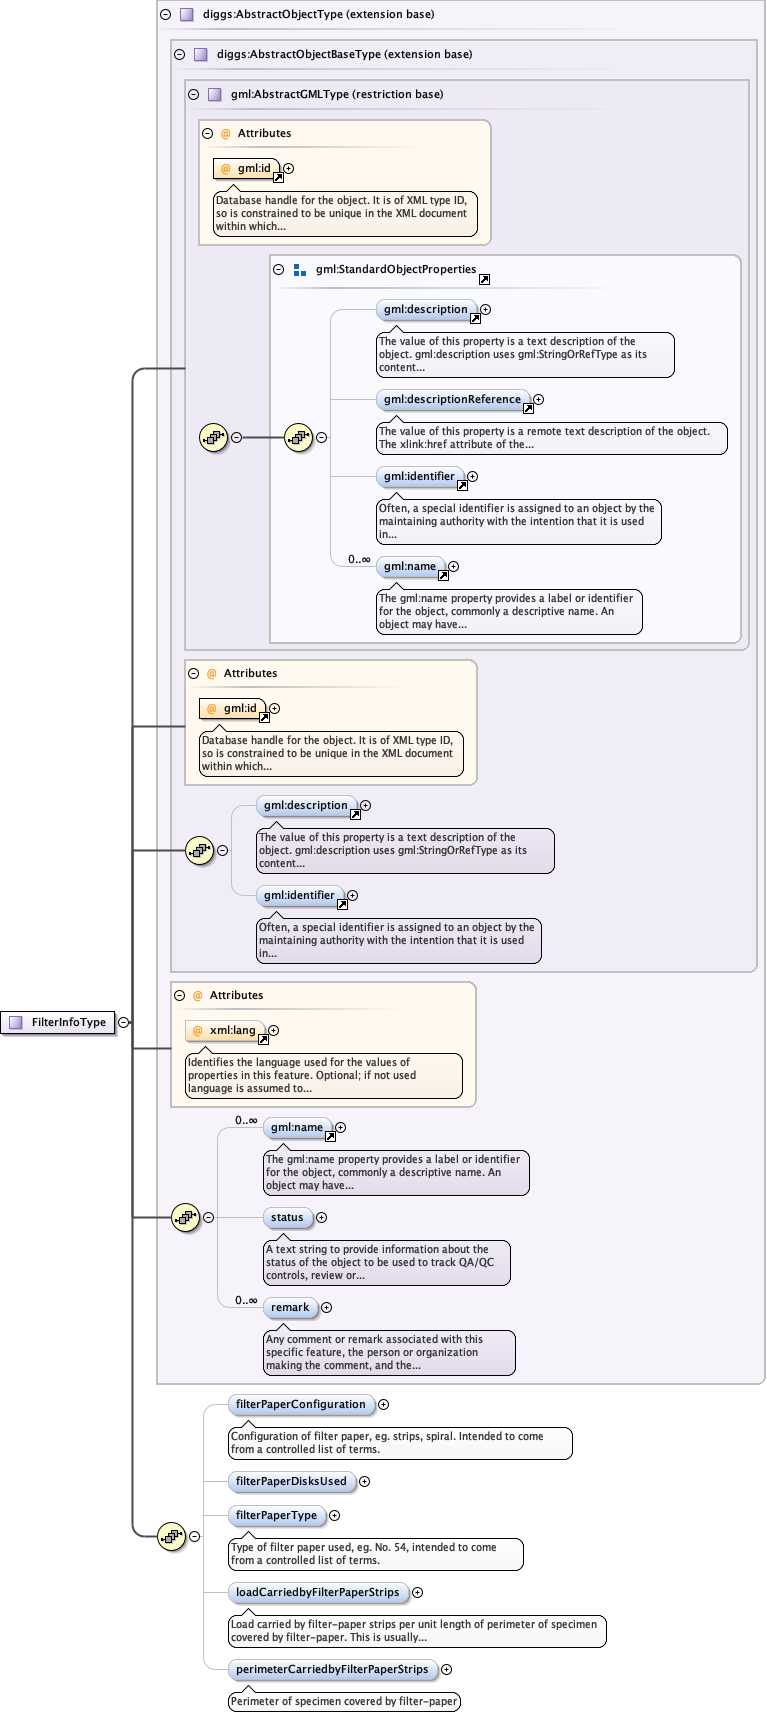 diggs:AbstractObjectType (extension base)
diggs:AbstractObjectBaseType (extension base)
gml:AbstractGMLType (restriction base)
@ Attributes
@ gml:id
Database handle for the object. It is of XML type ID,
so is constrained to be unique in the XML document
within which...
gml:StandardObjectProperties
gml:description
The value of this property is a text description of the
object. gml:description uses gml:StringOrRefType as its
content...
gml:descriptionReference
The value of this property is a remote text description of the object.
The xlink:href attribute of the...
gml:identifier
Often, a special identifier is assigned to an object by the
maintaining authority with the intention that it is used
in...
0..∞
gml:name
The gml:name property provides a label or identifier
for the object, commonly a descriptive name. An
object may have...
@ Attributes
@ gml:id
Database handle for the object. It is of XML type ID,
so is constrained to be unique in the XML document
within which...
gml:description
The value of this property is a text description of the
object. gml:description uses gml:StringOrRefType as its
content...
gml:identifier
Often, a special identifier is assigned to an object by the
maintaining authority with the intention that it is used
in...
@ Attributes
FilterInfoType
@ xml:lang
Identifies the language used for the values of
properties in this feature. Optional; if not used
language is assumed to...
0..∞
gml:name
The gml:name property provides a label or identifier
for the object, commonly a descriptive name. An
object may have...
status
A text string to provide information about the
status of the object to be used to track QA/QC
controls, review or...
0..∞
remark
Any comment or remark associated with this
specific feature, the person or organization
making the comment, and the...
filterPaperConfiguration
Configuration of filter paper, eg. strips, spiral. Intended to come
from a controlled list of terms.
filterPaperDisksUsed
filterPaperType
Type of filter paper used, eg. No. 54, intended to come
from a controlled list of terms.
loadCarriedbyFilterPaperStrips
Load carried by filter-paper strips per unit length of perimeter of specimen
covered by filter-paper. This is usually...
perimeterCarriedbyFilterPaperStrips
Perimeter of specimen covered by filter-paper